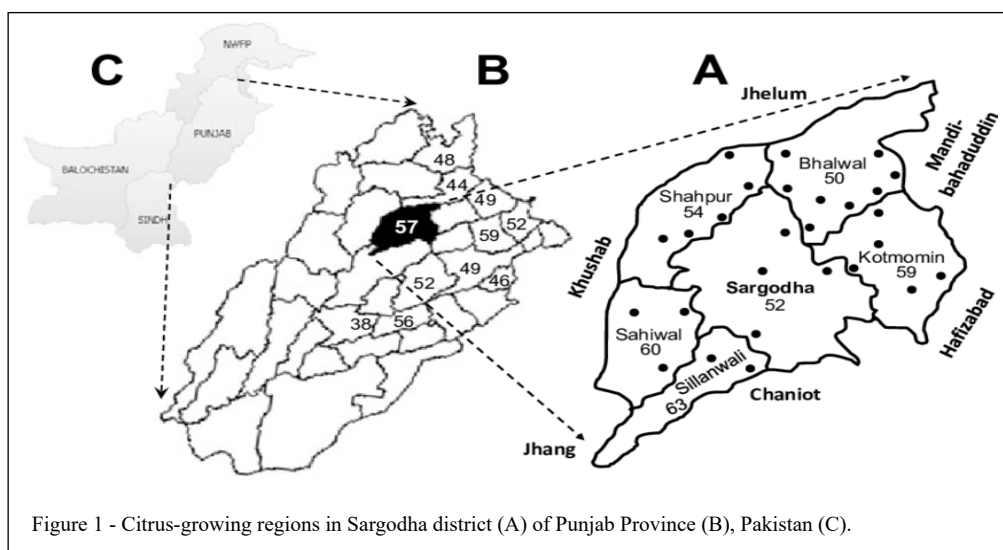 C
B
A
NWFP
PUNJAB
BALOCHISTAN
SINDH
48
44
49
57
59
52
49
52
46
38
56
Jhelum
Mandi-
bahaduddin
Bhalwal
50
Shahpur
54
Khushab
Kotmomin
59
Sargodha
52
Hafizabad
Sahiwal
60
Sillanwali
63
Chaniot
Jhang
Figure 1 - Citrus-growing regions in Sargodha district (A) of Punjab Province (B), Pakistan (C).